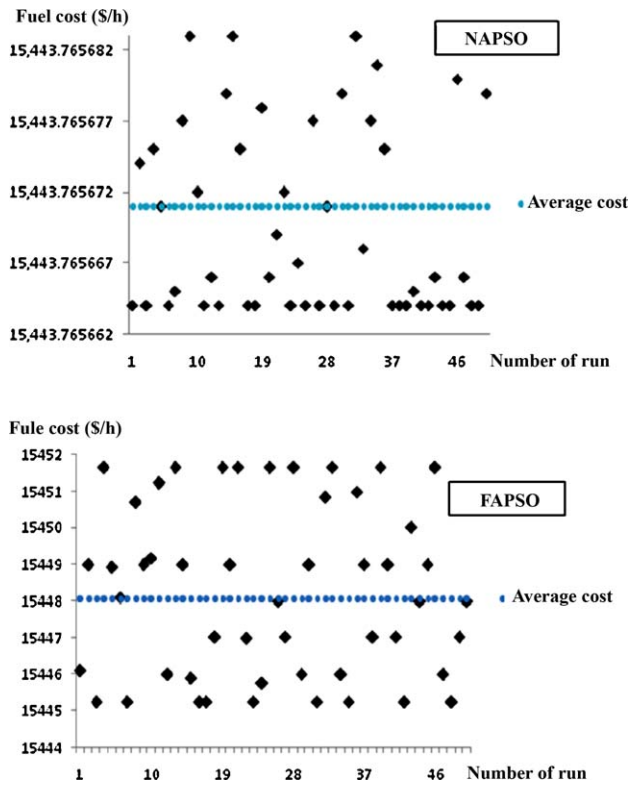 Fuel cost ($/h)
NAPSO
15,443.765682
15,443.765677
15,443.765672
Average cost
15,443.765667
15,443.765662
1 10 19 28 37 46 Number of run
Fule cost ($/h)
15452
15451
FAPSO
15450
15449
15448
Average cost
15447
15446
15445
15444
1 10 19 28 37 46 Number of run